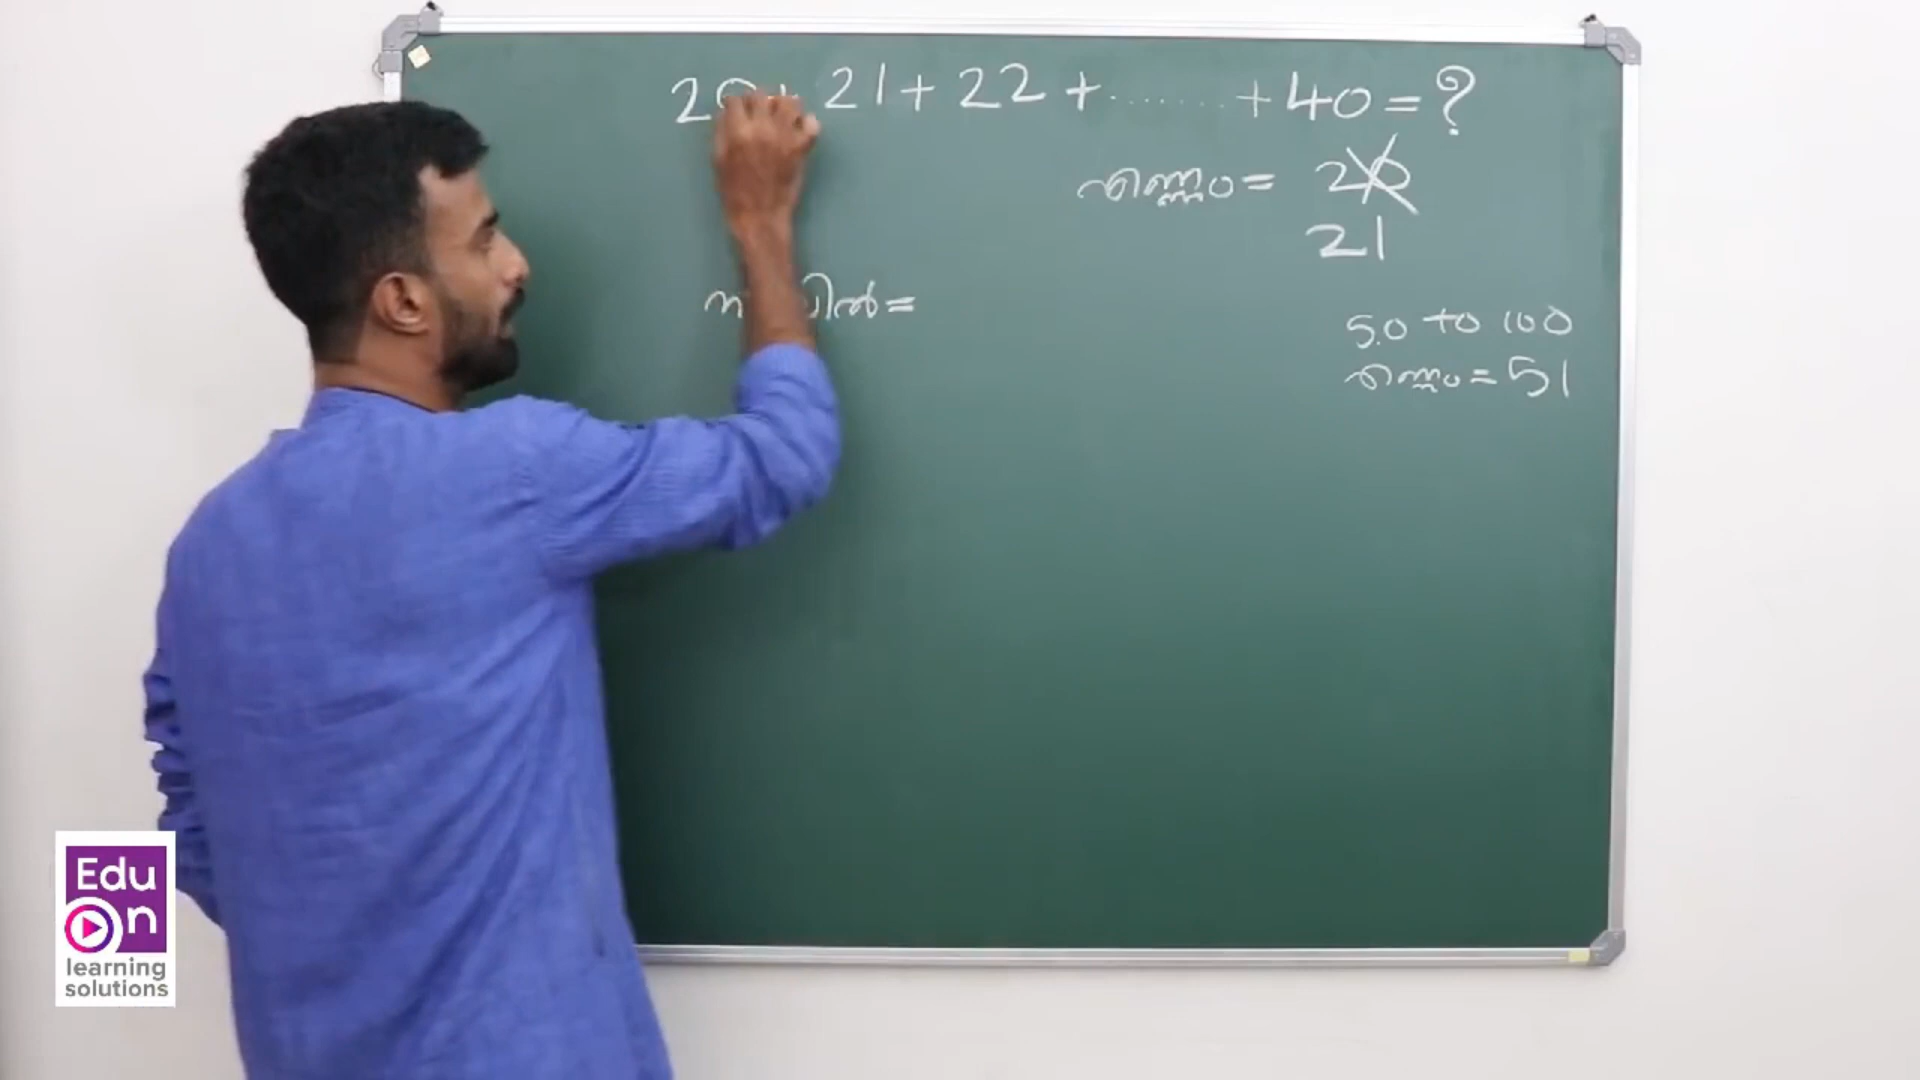 20+ 21+ 22 +.......+40=?
എണ്ണം= 20
21
=
50 to 100
എണ്ണം=51
Edu
On
learning
solutions